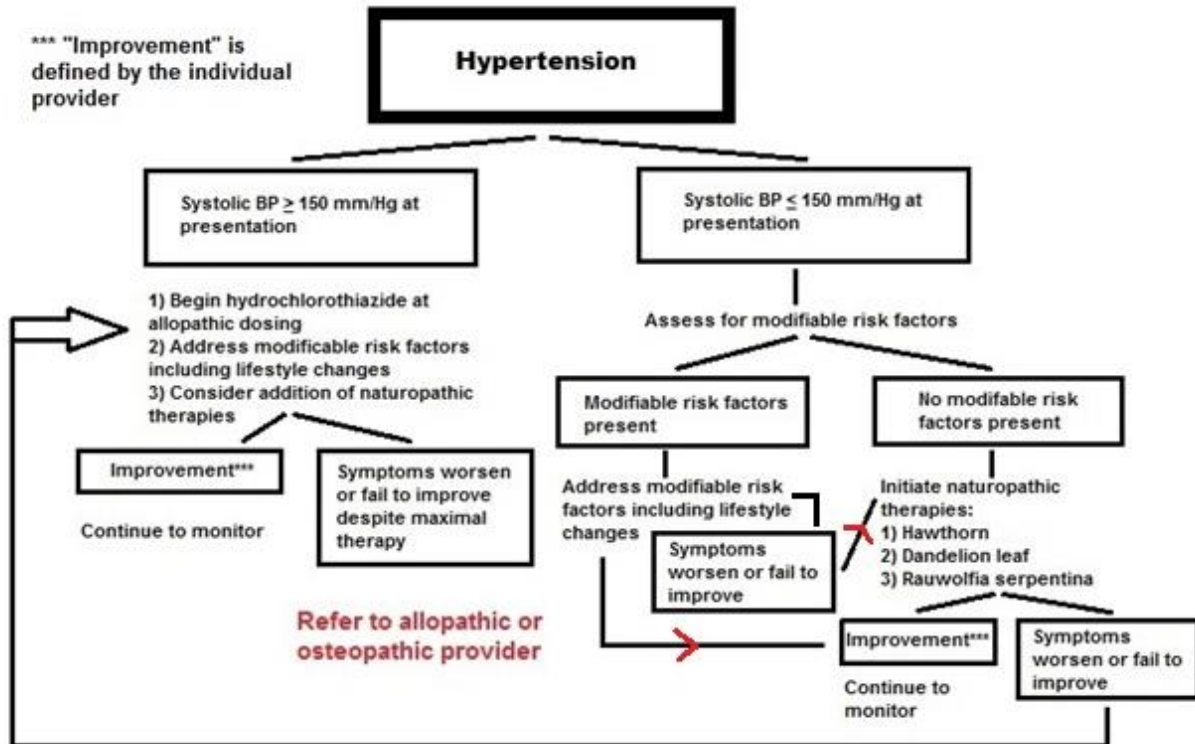 *** "Improvement" is
defined by the individual
provider
Hypertension
Systolic BP ≥ 150 mm/Hg at
presentation
Systolic BP ≤ 150 mm/Hg at
presentation
1) Begin hydrochlorothiazide at
allopathic dosing
2) Address modificable risk factors
including lifestyle changes
3) Consider addition of naturopathic
therapies
Assess for modifiable risk factors
Modifiable risk factors
present
No modifable risk
factors present
Improvement***
Continue to monitor
Symptoms worsen
or fail to improve
despite maximal
therapy
Refer to allopathic or
osteopathic provider
Address modifiable risk
factors including lifestyle
changes
Symptoms
worsen or fail to
improve
Initiate naturopathic
therapies:
1) Hawthorn
2) Dandelion leaf
3) Rauwolfia serpentina
Improvement***
Continue to
monitor
Symptoms
worsen or fail to
improve